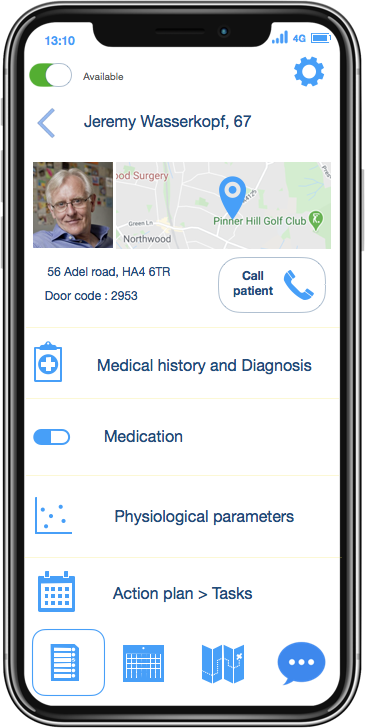 13:10
4G
Available
Jeremy Wasserkopf, 67
ood Surgery
Green Ln
Northwood
Pinner Hill Golf Club
56 Adel road, HA4 6TR
Door code : 2953
Call
patient
Medical history and Diagnosis
Medication
Physiological parameters
Action plan > Tasks